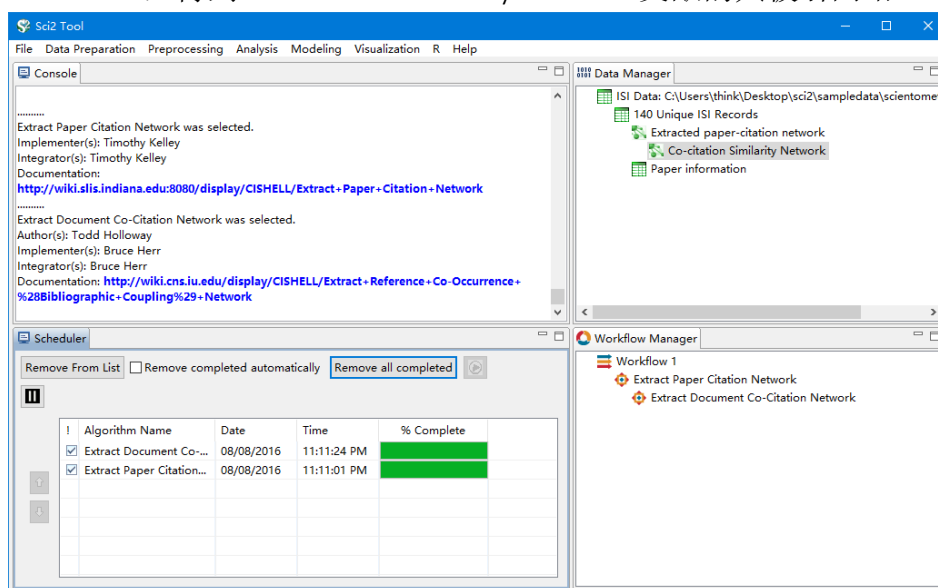 Sci2 Tool
File Data Preparation Preprocessing Analysis Modeling Visualization R Help
Console
..........
Extract Paper Citation Network was selected.
Implementer(s): Timothy Kelley
Integrator(s): Timothy Kelley
Documentation:
http://wiki.slis.indiana.edu:8080/display/CISHELL/Extract+Paper+Citation+Network
..........
Extract Document Co-Citation Network was selected.
Author(s): Todd Holloway
Implementer(s): Bruce Herr
Integrator(s): Bruce Herr
Documentation: http://wiki.cns.iu.edu/display/CISHELL/Extract+Reference+Co-Occurrence+
%28Bibliographic+Coupling%29+Network
Data Manager
ISI Data: C:\Users\think\Desktop\sci2\sampledata\scientome
140 Unique ISI Records
Extracted paper-citation network
Co-citation Similarity Network
Paper information
Scheduler
Remove From List Remove completed automatically Remove all completed
! Algorithm Name Date Time % Complete
Extract Document Co-... 08/08/2016 11:11:24 PM
Extract Paper Citation... 08/08/2016 11:11:01 PM
Workflow Manager
Workflow 1
Extract Paper Citation Network
Extract Document Co-Citation Network